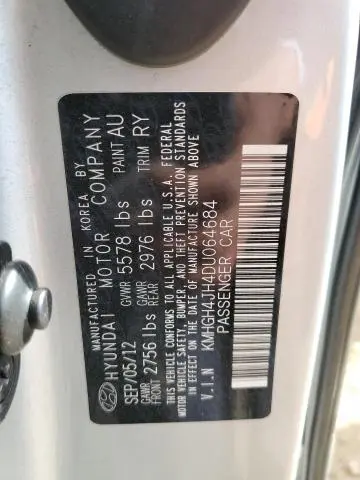 MANUFACTURED IN KOREA BY
HYUNDAI MOTOR COMPANY
SEP/05/12 GVWR 5578 lbs PAINT AU
GAWR FRONT 2756 lbs GAWR REAR 2976 lbs TRIM RY
THIS VEHICLE CONFORMS TO ALL APPLICABLE U.S.A. FEDERAL
MOTOR VEHICLE SAFETY, BUMPER, AND THEFT PREVENTION STANDARDS
IN EFFECT ON THE DATE OF MANUFACTURE SHOWN ABOVE
V.I.N KMHGH4JH4DU064684
PASSENGER CAR